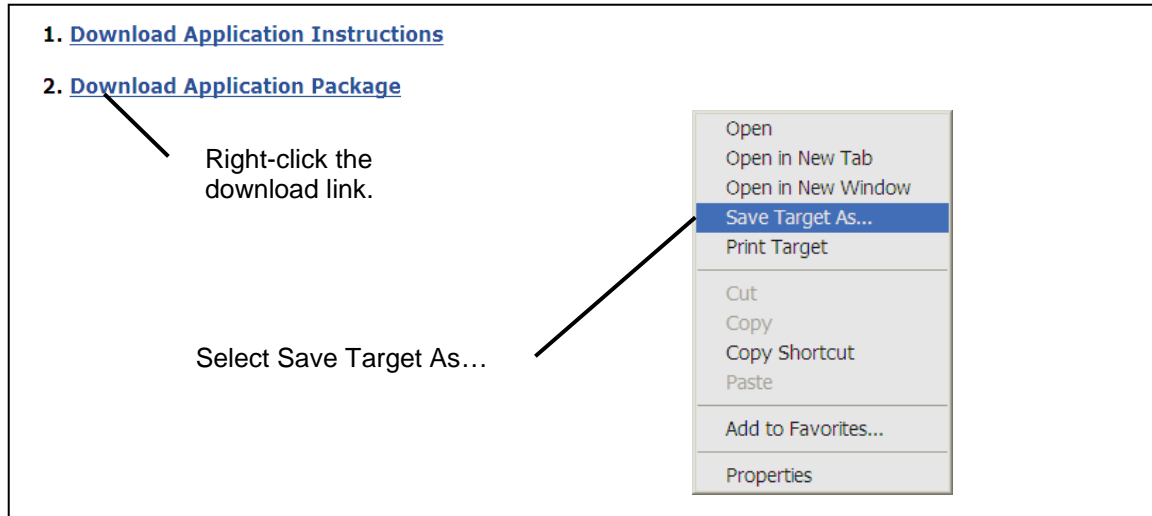 1. Download Application Instructions
2. Download Application Package
Right-click the
download link.
Select Save Target As…
Open
Open in New Tab
Open in New Window
Save Target As...
Print Target
Cut
Copy
Copy Shortcut
Paste
Add to Favorites...
Properties